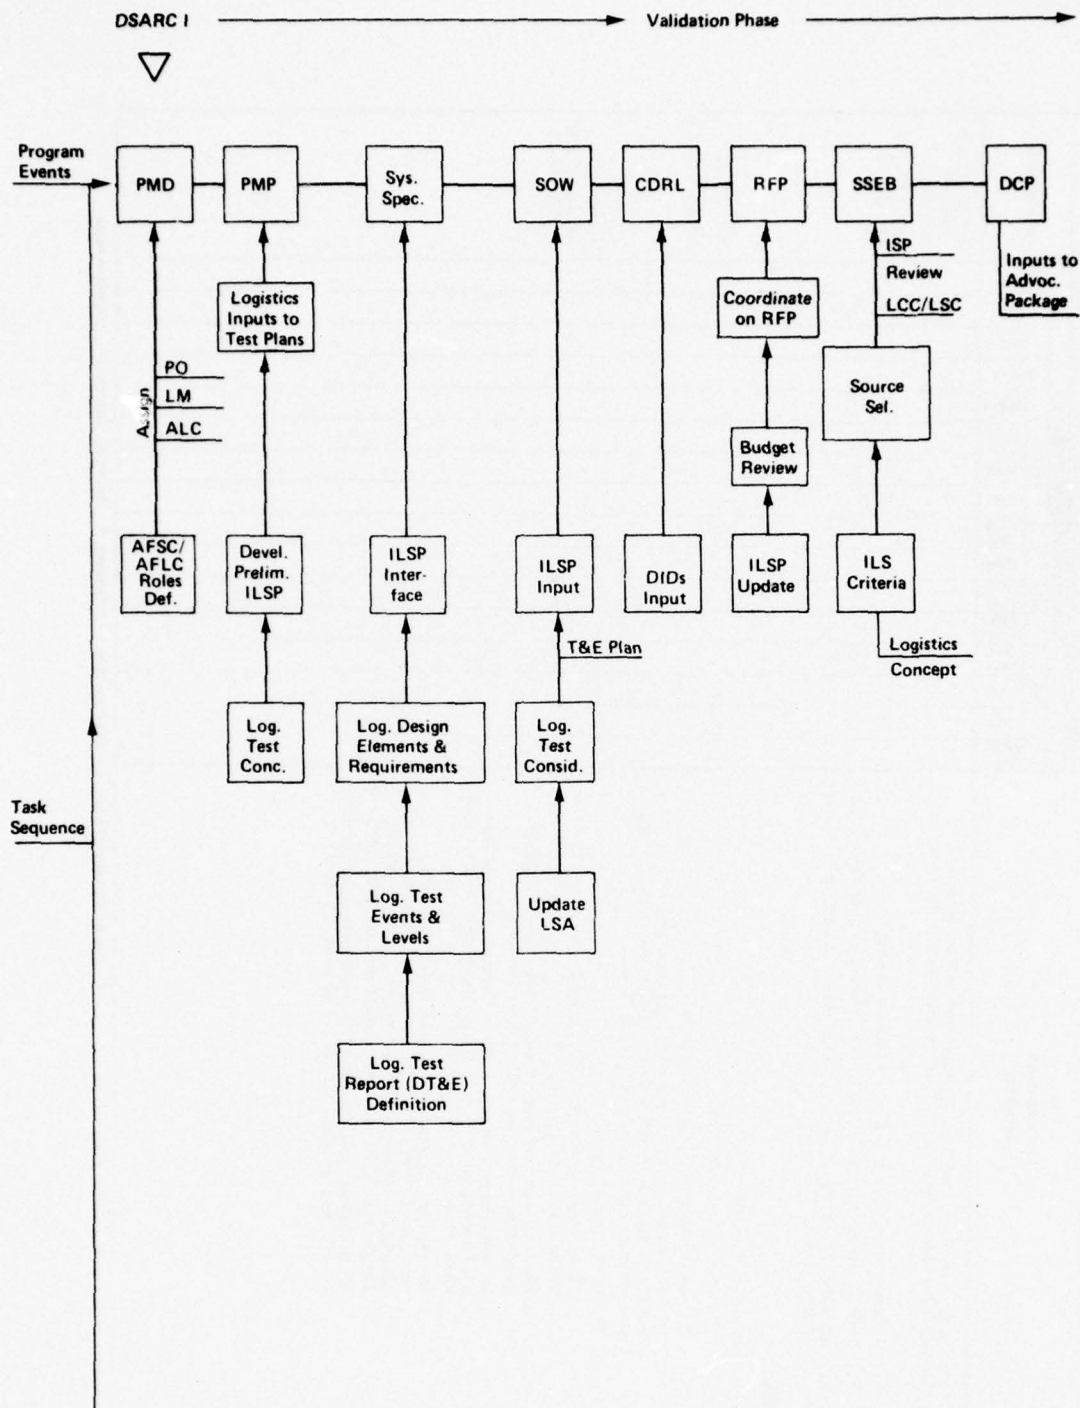 DSARC I
Validation Phase
Program
Events
PMD
PMP
Sys.
Spec.
SOW
CDRL
RFP
SSEB
DCP
ISP
Review
LCC/LSC
Inputs to
Advoc.
Package
Logistics
Inputs to
Test Plans
Coordinate
on RFP
Assign
PO
LM
ALC
Source
Sel.
Budget
Review
AFSC/
AFLC
Roles
Def.
Devel.
Prelim.
ILSP
ILSP
Inter-
face
ILSP
Input
DIDs
Input
ILSP
Update
ILS
Criteria
T&E Plan
Logistics
Concept
Log.
Test
Conc.
Log. Design
Elements &
Requirements
Log.
Test
Consid.
Task
Sequence
Log. Test
Events &
Levels
Update
LSA
Log. Test
Report (DT&E)
Definition